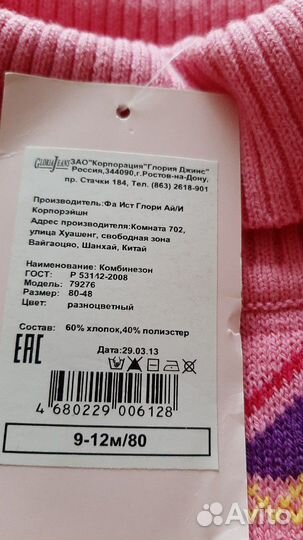 GLORIA JEANS ЗАО"Корпорация"Глория Джинс"
Россия,344090,г.Ростов-на-Дону,
пр. Стачки 184, Тел. (863) 2618-901
Производитель:Фа Ист Глори Ай/И
Корпорэйшн
Адрес производителя:Комната 702,
улица Хуашенг, свободная зона
Вайгаоцяо, Шанхай, Китай
Наименование: Комбинезон
ГОСТ: Р 53142-2008
Модель: 79276
Размер: 80-48
Цвет: разноцветный
Состав: 60% хлопок,40% полиэстер
Дата:29.03.13
EAC
4 680229 006128
9-12м/80
Avito